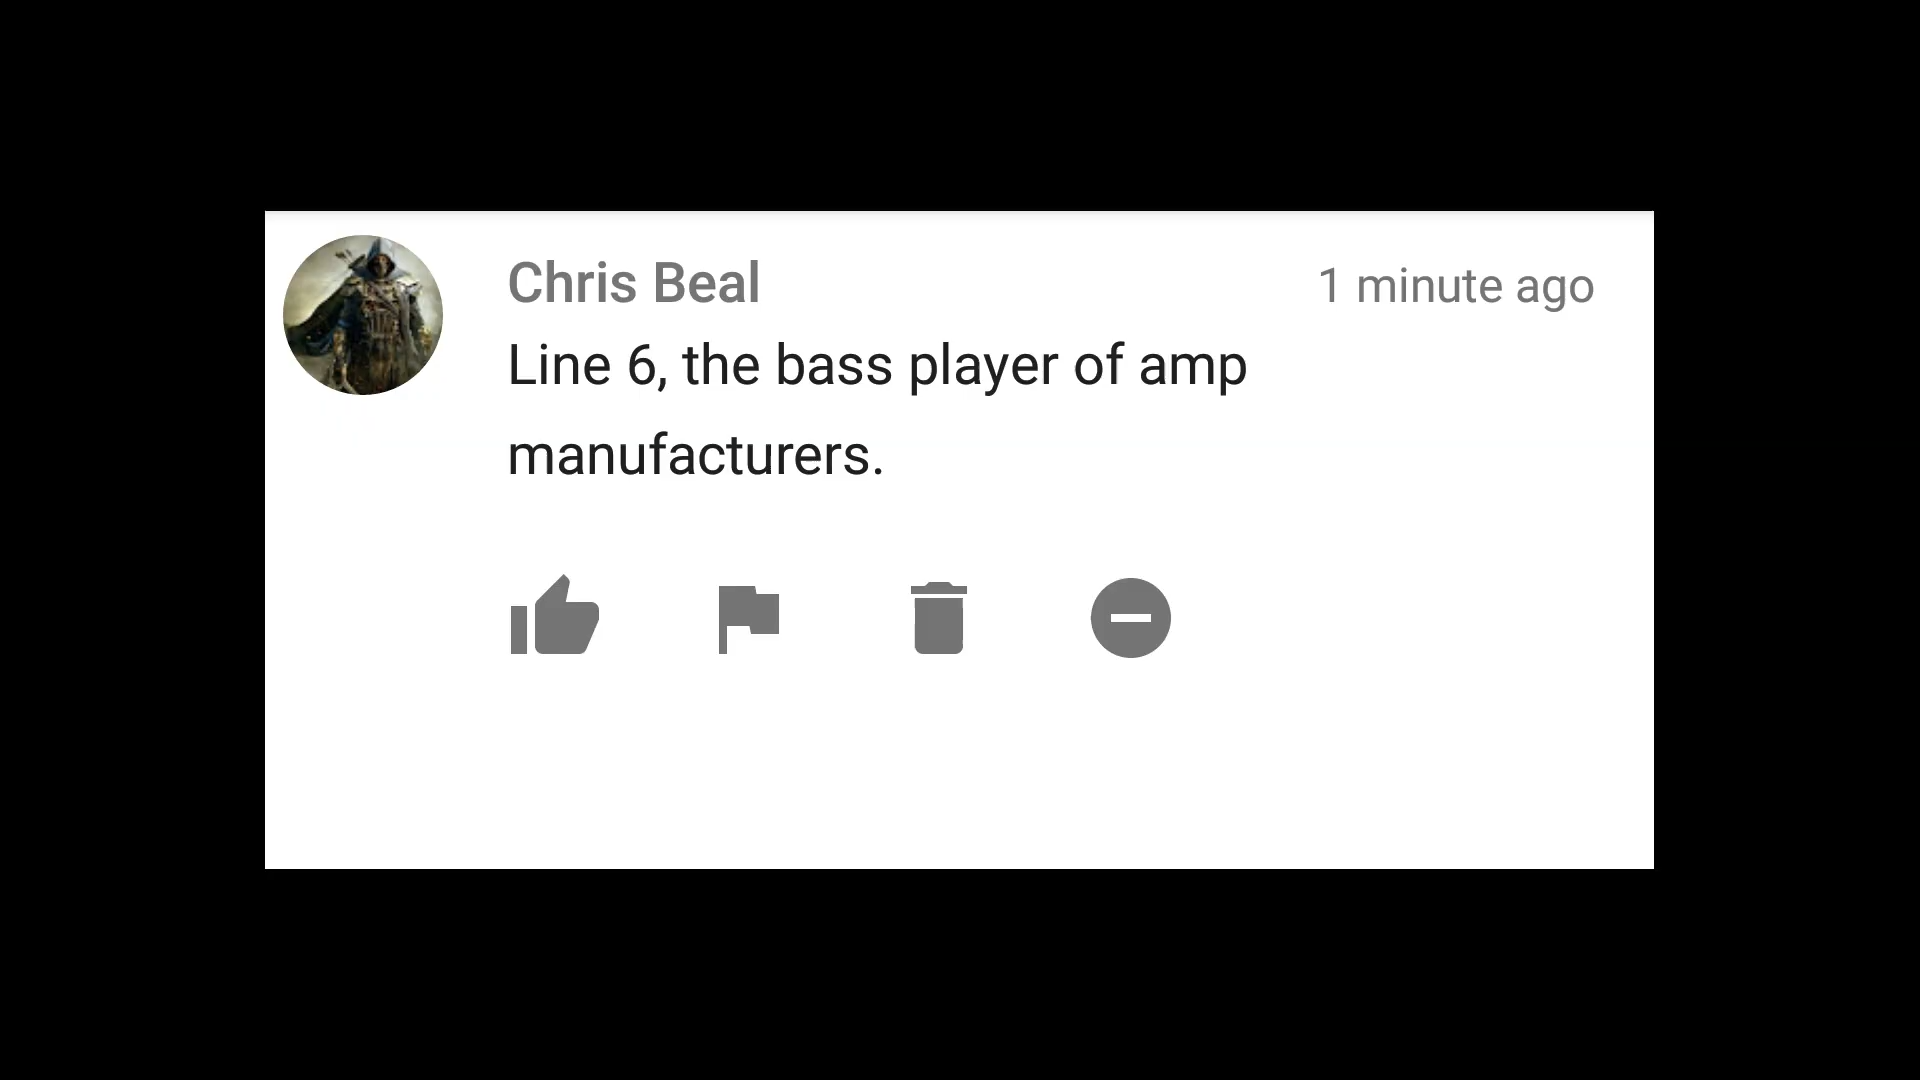 Chris Beal 1 minute ago
Line 6, the bass player of amp
manufacturers.